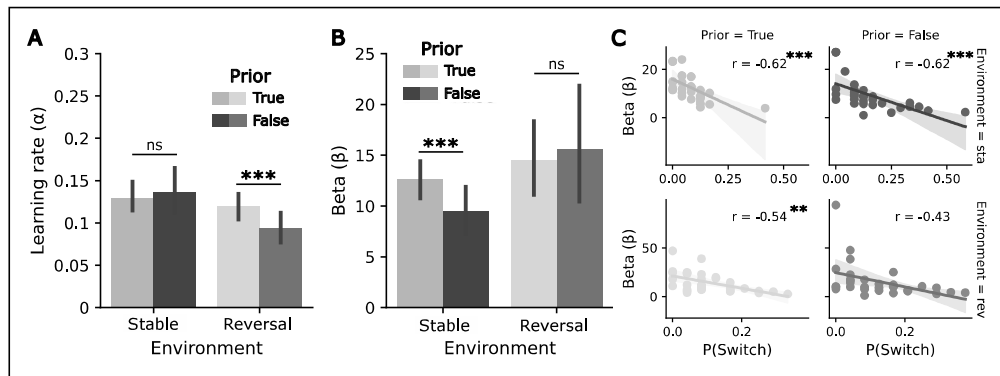 A
Learning rate (α)
0.3
0.25
0.2
0.15
0.1
0.05
0
Prior
True
False
ns
***
Stable
Reversal
Environment
B
Beta (β)
25
20
15
10
5
0
Prior
True
False
***
ns
Stable
Reversal
Environment
C
Prior = True
Prior = False
Environment = sta
Environment = rev
r = -0.62
***
r = -0.62
***
Beta (β)
20
0
0.00
0.25
0.50
0.00
0.25
0.50
r = -0.54
**
r = -0.43
Beta (β)
50
0
0.0
0.2
0.0
0.2
P(Switch)
P(Switch)